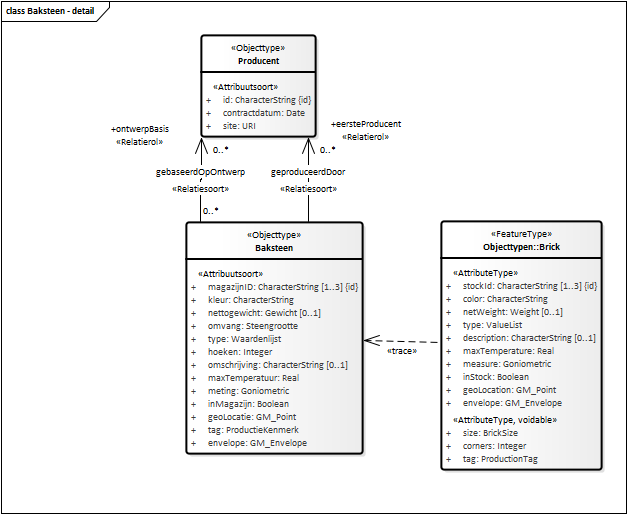 class Baksteen - detail
«Objecttype»
Producent
«Attribuutsoort»
+ id: CharacterString {id}
+ contractdatum: Date
+ site: URI
+ontwerpBasis
«Relatierol»
0..*
+eersteProducent
«Relatierol»
0..*
gebaseerdOpOntwerp
«Relatiesoort»
0..*
geproduceerdDoor
«Relatiesoort»
«Objecttype»
Baksteen
«Attribuutsoort»
+ magazijnID: CharacterString [1..3] {id}
+ kleur: CharacterString
+ nettogewicht: Gewicht [0..1]
+ omvang: Steengrootte
+ type: Waardenlijst
+ hoeken: Integer
+ omschrijving: CharacterString [0..1]
+ maxTemperatuur: Real
+ meting: Goniometric
+ inMagazijn: Boolean
+ geoLocatie: GM_Point
+ tag: ProductieKenmerk
+ envelope: GM_Envelope
«trace»
«FeatureType»
Objecttypen::Brick
«AttributeType»
+ stockId: CharacterString [1..3] {id}
+ color: CharacterString
+ netWeight: Weight [0..1]
+ type: ValueList
+ description: CharacterString [0..1]
+ maxTemperature: Real
+ measure: Goniometric
+ inStock: Boolean
+ geoLocation: GM_Point
+ envelope: GM_Envelope
«AttributeType, voidable»
+ size: BrickSize
+ corners: Integer
+ tag: ProductionTag